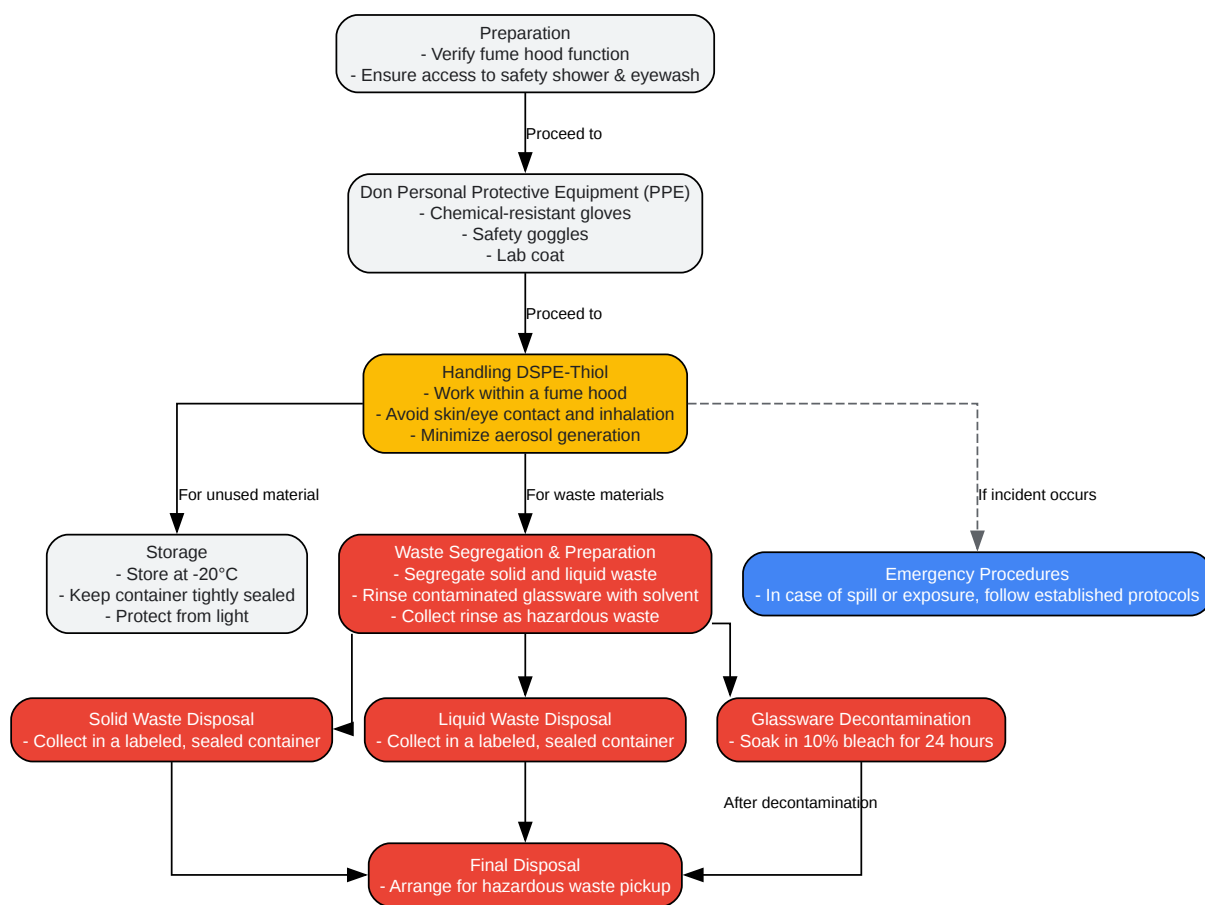 Preparation
- Verify fume hood function
- Ensure access to safety shower & eyewash
Proceed to
Don Personal Protective Equipment (PPE)
- Chemical-resistant gloves
- Safety goggles
- Lab coat
Proceed to
Handling DSPE-Thiol
- Work within a fume hood
- Avoid skin/eye contact and inhalation
- Minimize aerosol generation
For unused material
For waste materials
If incident occurs
Storage
- Store at -20°C
- Keep container tightly sealed
- Protect from light
Waste Segregation & Preparation
- Segregate solid and liquid waste
- Rinse contaminated glassware with solvent
- Collect rinse as hazardous waste
Emergency Procedures
- In case of spill or exposure, follow established protocols
Solid Waste Disposal
- Collect in a labeled, sealed container
Liquid Waste Disposal
- Collect in a labeled, sealed container
Glassware Decontamination
- Soak in 10% bleach for 24 hours
After decontamination
Final Disposal
- Arrange for hazardous waste pickup